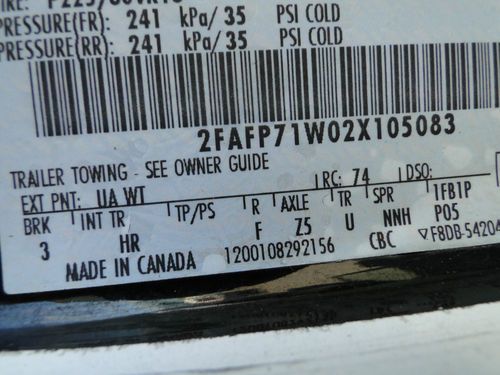 PRESSURE(FR): 241 kPa/35 PSI COLD
PRESSURE(RR): 241 kPa/35 PSI COLD
2FAFP71W02X105083
TRAILER TOWING - SEE OWNER GUIDE
EXT PNT: UA WT RC: 74 DSO:
BRK INT TR TP/PS R AXLE TR SPR 1FB1P
3 HR F Z5 U NNH P05
MADE IN CANADA 1200108292156 CBC ▽F8DB-54204